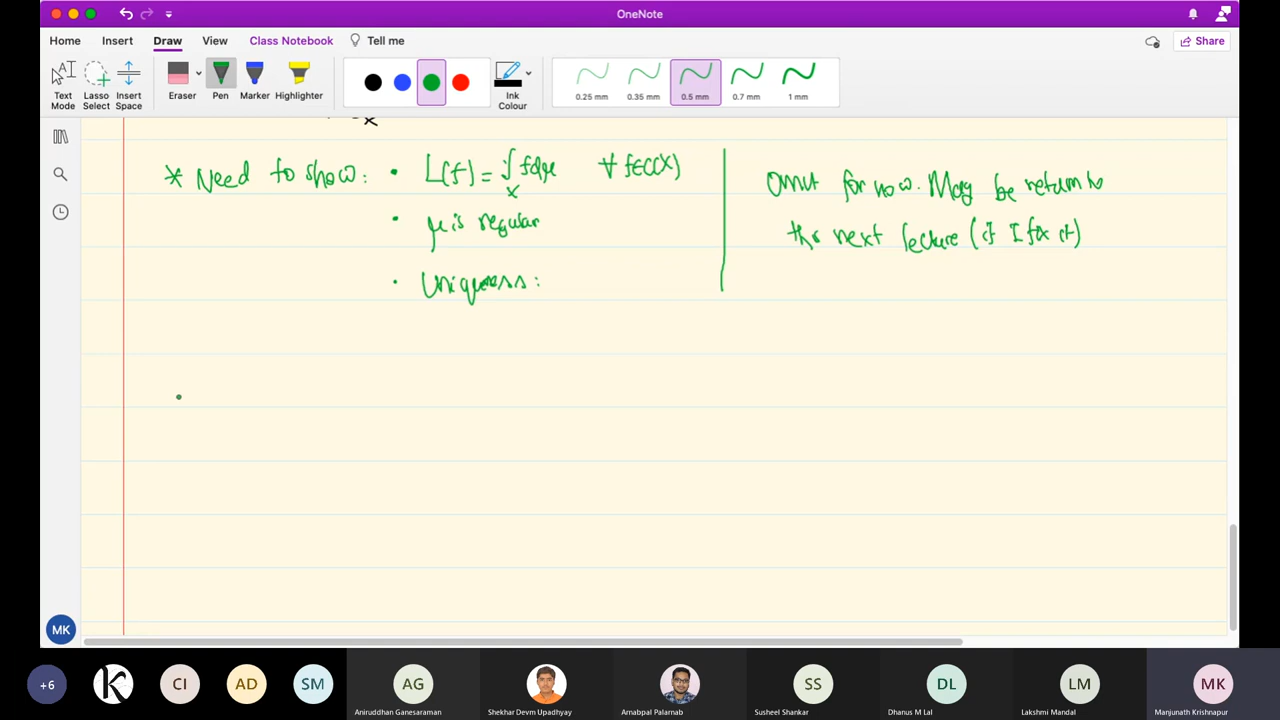 OneNote
Home Insert Draw View Class Notebook Tell me Share
Text Mode Lasso Select Insert Space Eraser Pen Marker Highlighter Ink Colour 0.25 mm 0.35 mm 0.5 mm 0.7 mm 1 mm
x
* Need to show: • L(f) = ∫_X f dμ ∀ f∈C(X)
• μ is regular
• Uniqueness:
Omit for now. May be return to
this next lecture (if I fix it)
MK
+6 K CI AD SM AG SS DL LM MK
Aniruddhan Ganesaraman Shekhar Devm Upadhyay Arnabpal Palarnab Susheel Shankar Dhanus M Lal Lakshmi Mandal Manjunath Krishnapur